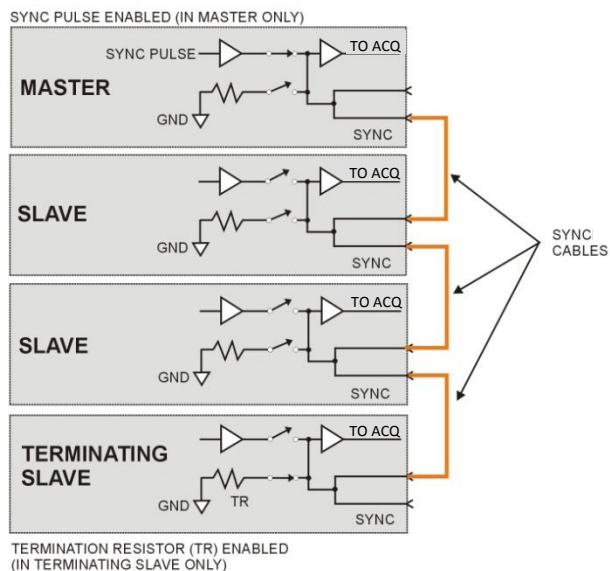 SYNC PULSE ENABLED (IN MASTER ONLY)
SYNC PULSE
TO ACQ
MASTER
GND
SYNC
TO ACQ
SLAVE
GND
SYNC
SYNC
CABLES
TO ACQ
SLAVE
GND
SYNC
TO ACQ
TERMINATING
SLAVE
GND
TR
SYNC
TERMINATION RESISTOR (TR) ENABLED
(IN TERMINATING SLAVE ONLY)